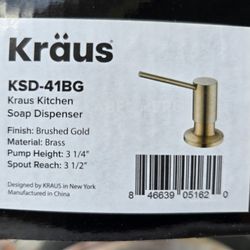 Kräus
KSD-41BG
Kraus Kitchen
Soap Dispenser
Finish: Brushed Gold
Material: Brass
Pump Height: 3 1/4"
Spout Reach: 3 1/2"
Designed by KRAUS in New York
Manufactured in China
8 46639 05162 0